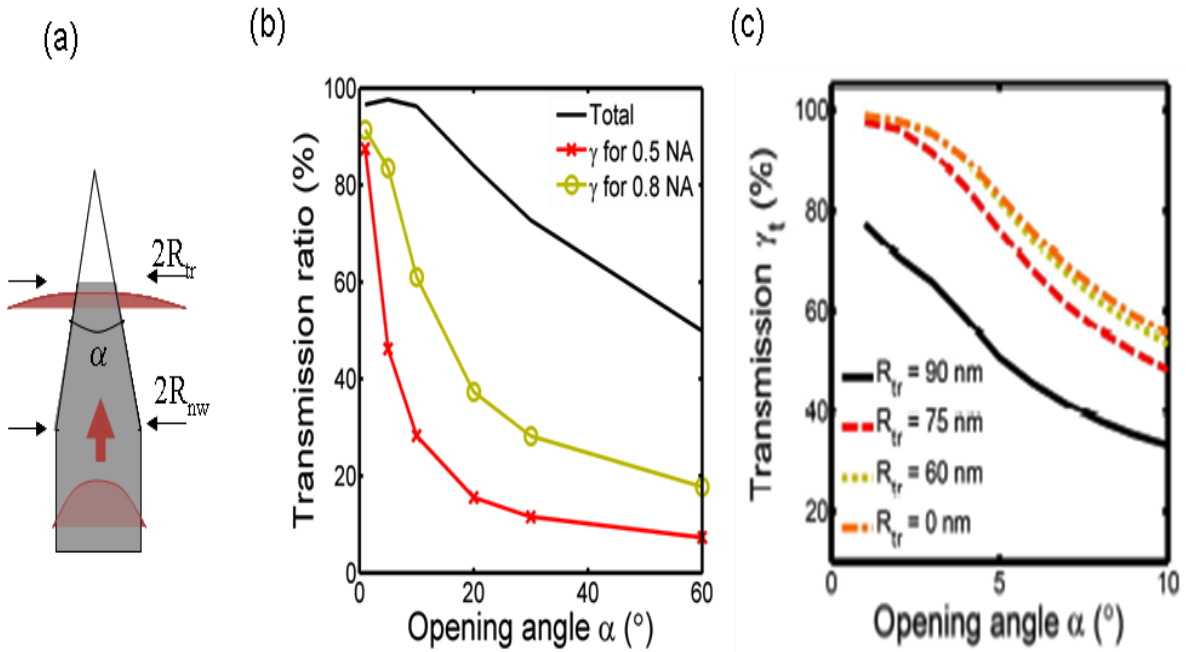 (a)
2R_tr
α
2R_nw
(b)
Transmission ratio (%)
100
80
60
40
20
0
Total
γ for 0.5 NA
γ for 0.8 NA
0 20 40 60
Opening angle α (°)
(c)
Transmission γ_t (%)
100
80
60
40
20
R_tr = 90 nm
R_tr = 75 nm
R_tr = 60 nm
R_tr = 0 nm
0 5 10
Opening angle α (°)